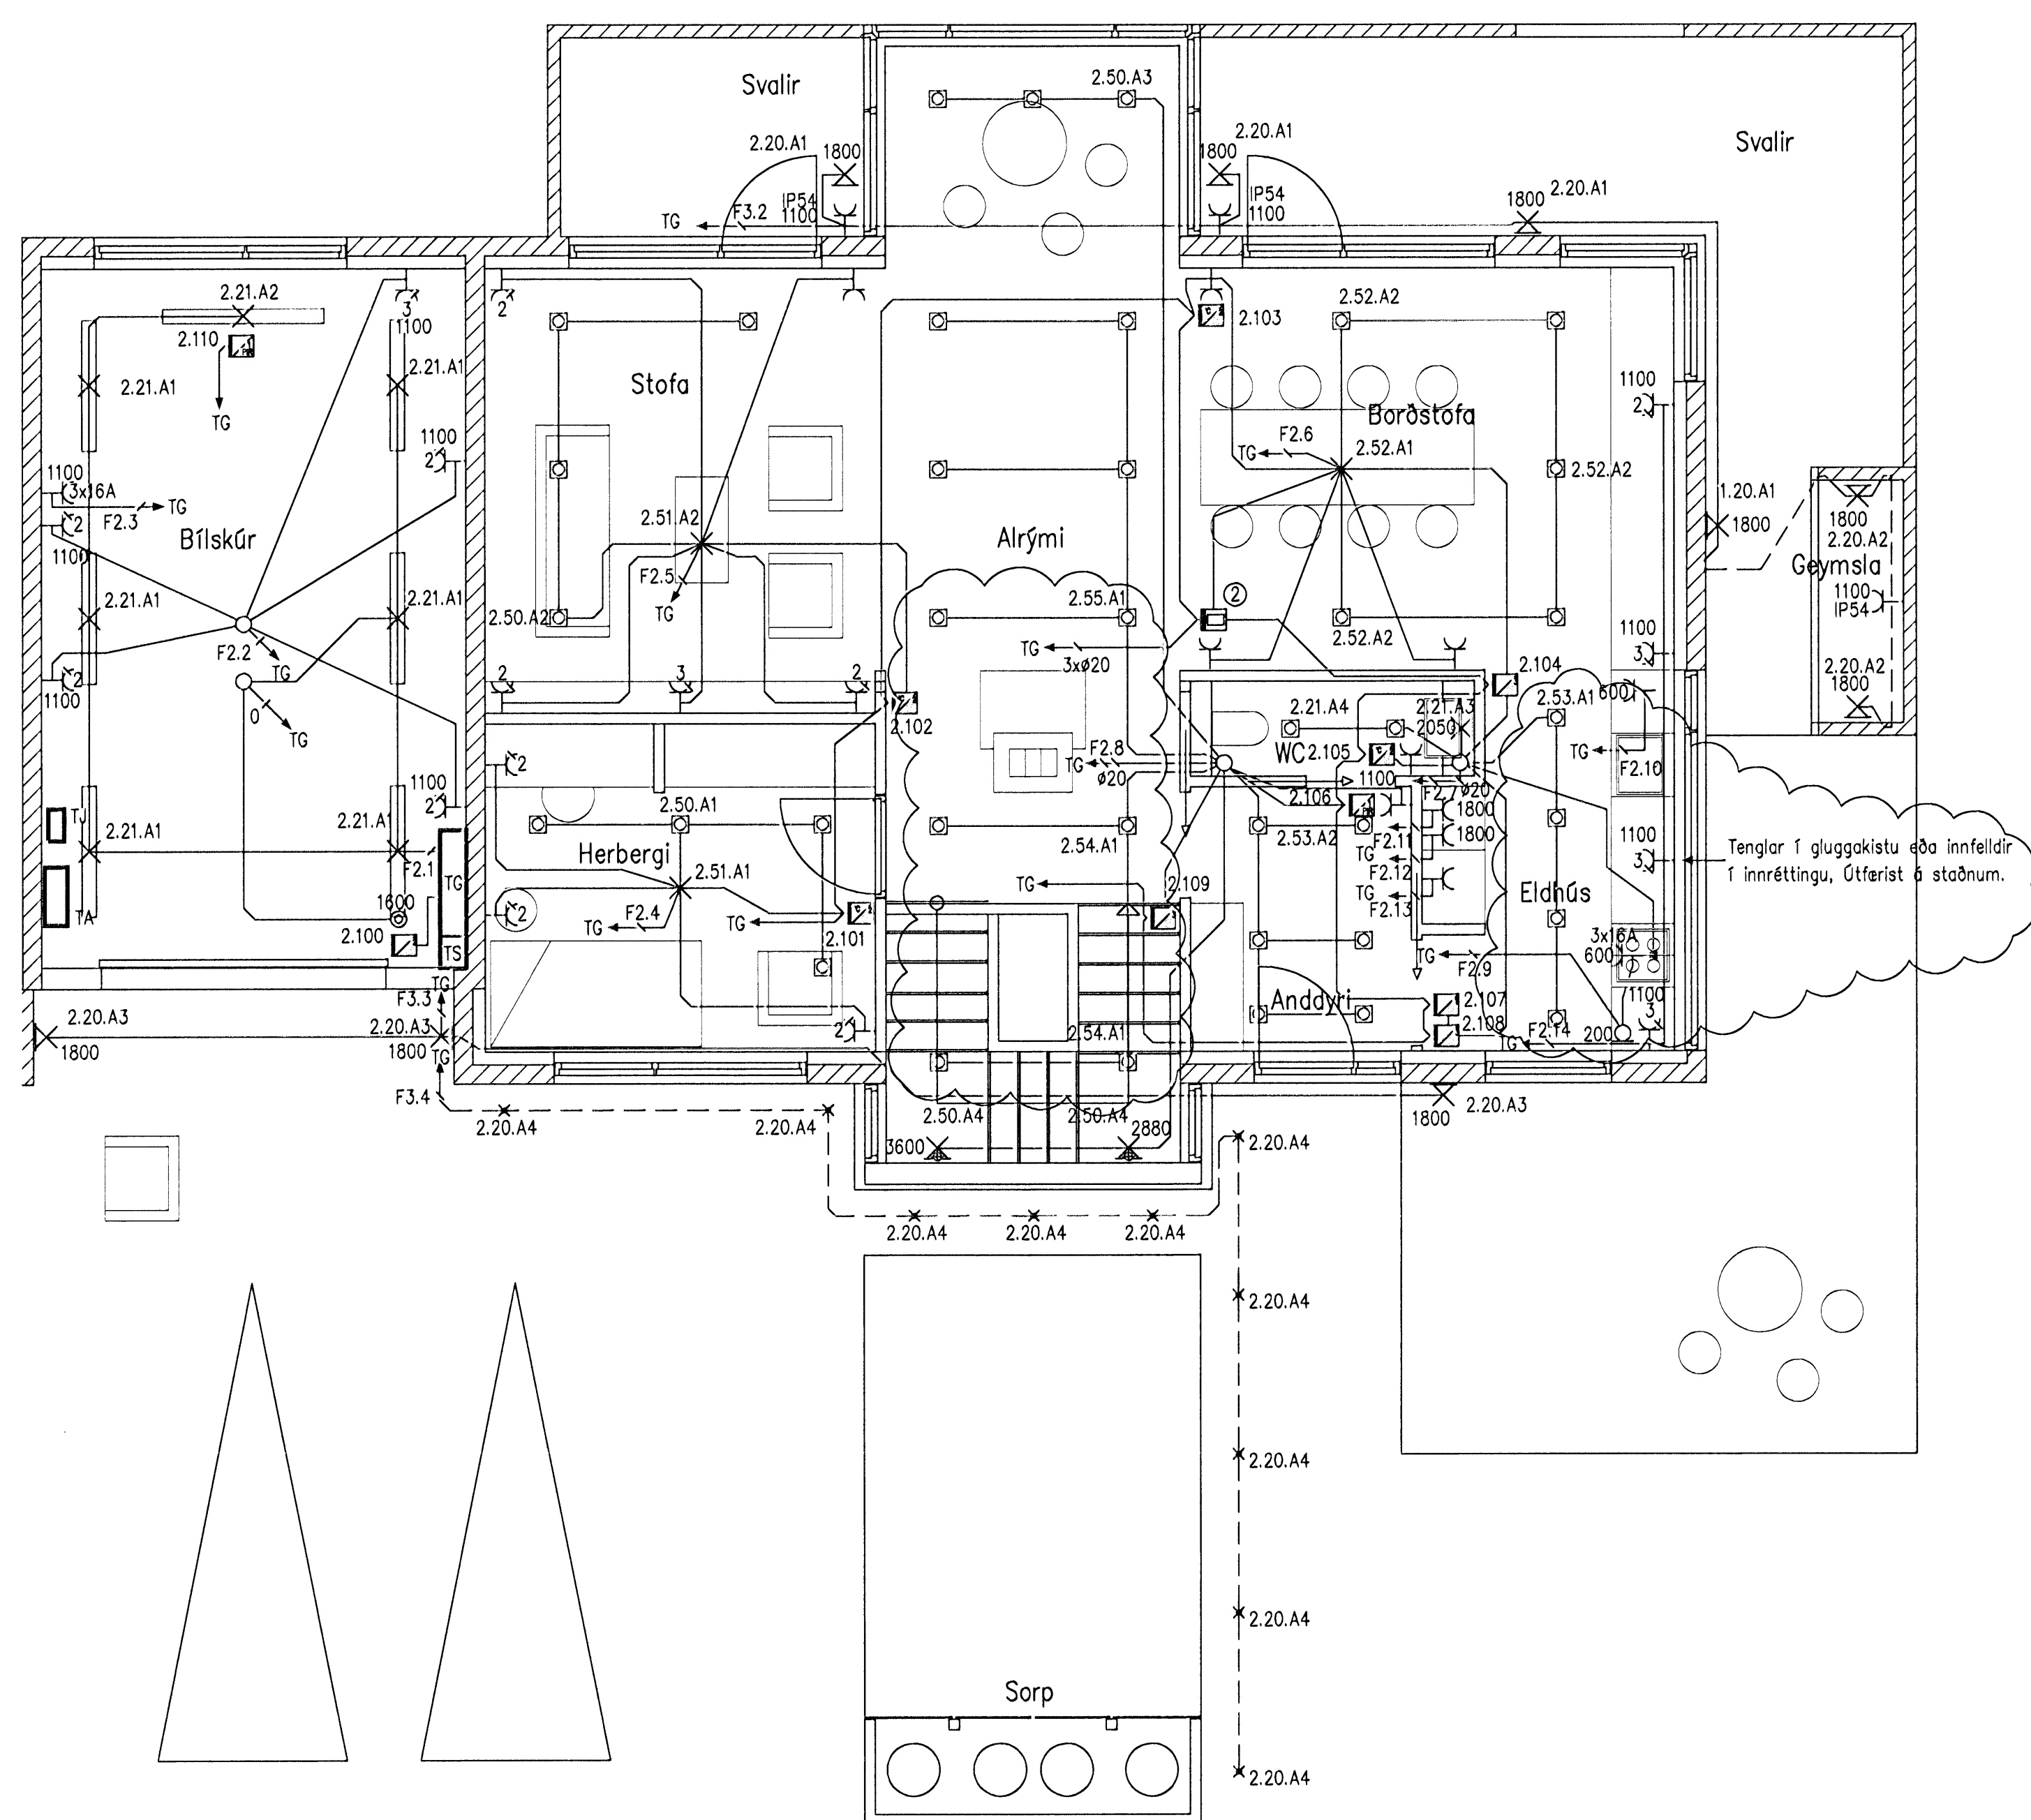 2.50.A3
Svalir
2.20.A1
1800
2.20.A1
1800
Svalir
IP54
1100
TG
F3.2
IP54
1100
1800
2.20.A1
2.21.A2
3
1100
2
2.110
2.103
2.52.A2
2.21.A1
2.21.A1
Stofa
TG
1100
2
Borðstofa
1100
2
F2.6
TG
2.52.A1
1100
3x16A
TG
F2.3
2.52.A2
1.20.A1
1800
1800
2
1100
Bílskúr
2.51.A2
Alrými
2.20.A2
Geymsla
F2.5
TG
2.21.A1
2.21.A1
2.50.A2
2.55.A1
2
1100
IP54
F2.2
TG
TG
3xø20
2.52.A2
1100
3
2
1100
2
3
2
2.104
2.20.A2
1800
0
TG
2.102
2.21.A4
2.21.A3
2050
2.53.A1
600
WC
2.105
F2.8
TG
ø20
2
TG
F2.10
1100
2
1100
2.106
F2.7
ø20
TJ
2.50.A1
1800
2.21.A1
2.21.A1
2.54.A1
2.53.A2
F2.11
1800
Herbergi
F2.1
TG
TG
F2.12
1100
3
Tenglar í gluggakistu eða innfelldir
í innréttingu, Útfærist á staðnum.
2.51.A1
TG
TG
F2.13
Eldhús
1600
TA
2
F2.4
TG
TG
2.101
2.109
2.100
TS
3x16A
600
TG
F2.9
TG
F3.3
Anddyri
1100
3
2.107
2.20.A3
2.20.A3
1800
1800
2
2.54.A1
2.108
F2.14
TG
200
TG
F3.4
2.20.A4
2.20.A4
2.50.A4
2.50.A4
1800
2.20.A3
3600
2880
2.20.A4
2.20.A4
2.20.A4
2.20.A4
2.20.A4
2.20.A4
2.20.A4
Sorp
2.20.A4